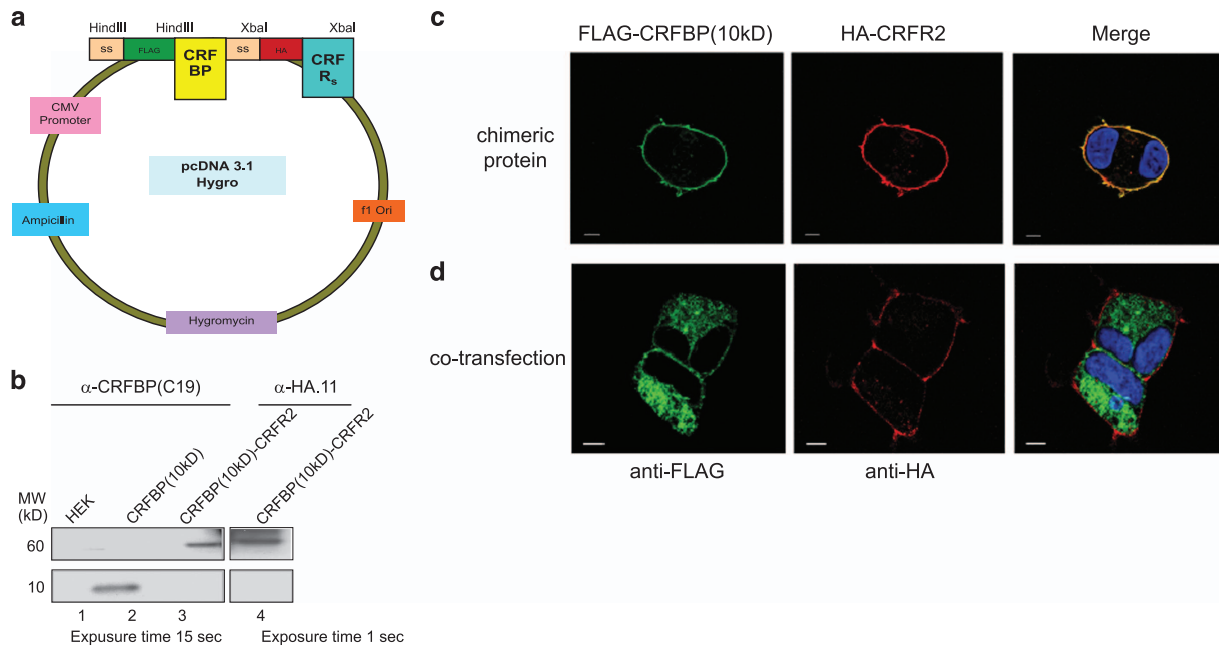 a
HindIII HindIII XbaI XbaI
ss FLAG CRF BP ss HA CRF Rs
CMV Promoter
pcDNA 3.1 Hygro
Ampicillin
f1 Ori
Hygromycin
b
α-CRFBP(C19) α-HA.11
MW (kD)
HEK
CRFBP(10kD)
CRFBP(10kD)-CRFR2
CRFBP(10kD)-CRFR2
60
10
1 2 3 4
Expusure time 15 sec Exposure time 1 sec
c
FLAG-CRFBP(10kD) HA-CRFR2 Merge
chimeric protein
d
co-transfection
anti-FLAG anti-HA